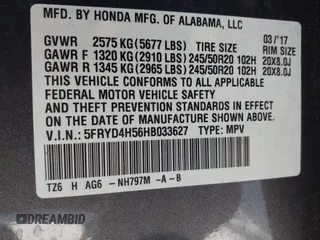 MFD. BY HONDA MFG. OF ALABAMA, LLC
03/'17
GVWR 2575 KG (5677 LBS) TIRE SIZE RIM SIZE
GAWR F 1320 KG (2910 LBS) 245/50R20 102H 20X8.0J
GAWR R 1345 KG (2965 LBS) 245/50R20 102H 20X8.0J
THIS VEHICLE CONFORMS TO ALL APPLICABLE
FEDERAL MOTOR VEHICLE SAFETY STANDARDS IN EFFECT
ON THE DATE OF MANUFACTURE SHOWN ABOVE.
V.I.N.: 5FRYD4H56HB033627 TYPE: MPV
TZ6 H AG6 -NH797M -A-B
DREAMBID